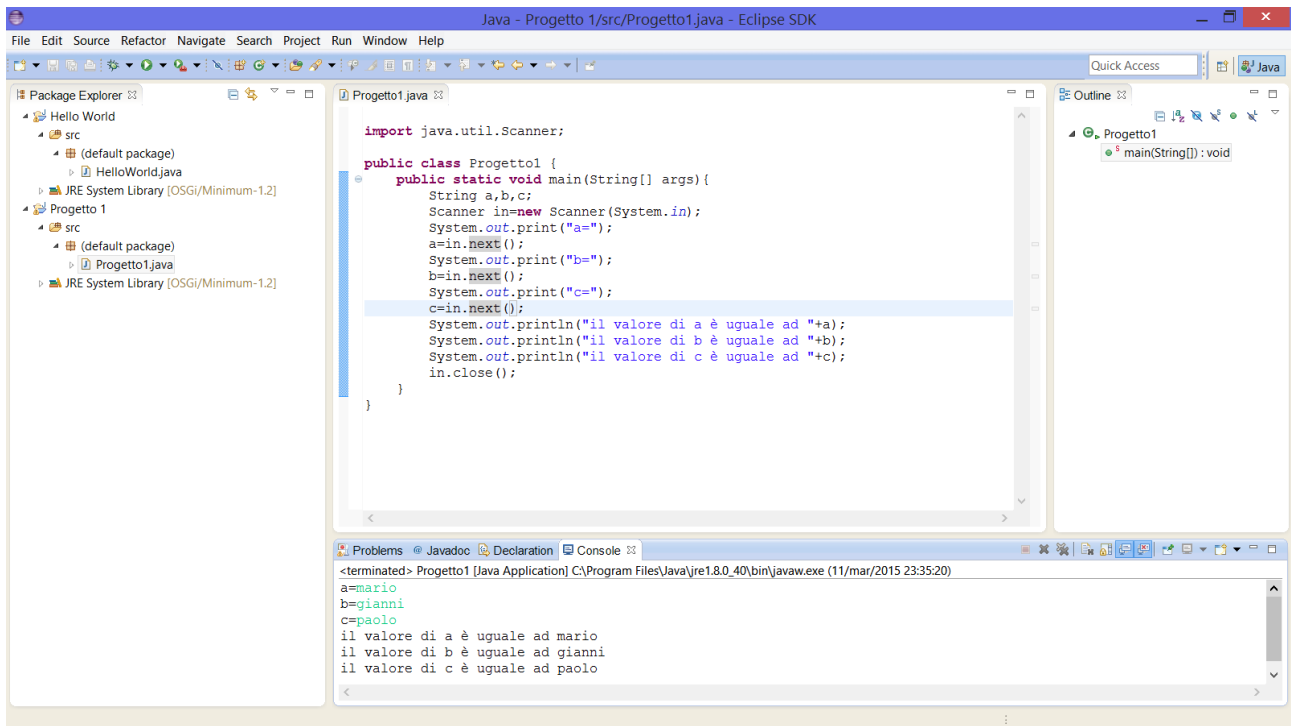 Java - Progetto 1/src/Progetto1.java - Eclipse SDK
File Edit Source Refactor Navigate Search Project Run Window Help
Quick Access
Java
Package Explorer
Hello World
src
(default package)
HelloWorld.java
JRE System Library [OSGi/Minimum-1.2]
Progetto 1
src
(default package)
Progetto1.java
JRE System Library [OSGi/Minimum-1.2]
Progetto1.java
import java.util.Scanner;
public class Progetto1 {
public static void main(String[] args){
String a,b,c;
Scanner in=new Scanner(System.in);
System.out.print("a=");
a=in.next();
System.out.print("b=");
b=in.next();
System.out.print("c=");
c=in.next();
System.out.println("il valore di a è uguale ad "+a);
System.out.println("il valore di b è uguale ad "+b);
System.out.println("il valore di c è uguale ad "+c);
in.close();
}
}
Outline
Progetto1
main(String[]) : void
Problems @ Javadoc Declaration Console
<terminated> Progetto1 [Java Application] C:\Program Files\Java\jre1.8.0_40\bin\javaw.exe (11/mar/2015 23:35:20)
a=mario
b=gianni
c=paolo
il valore di a è uguale ad mario
il valore di b è uguale ad gianni
il valore di c è uguale ad paolo